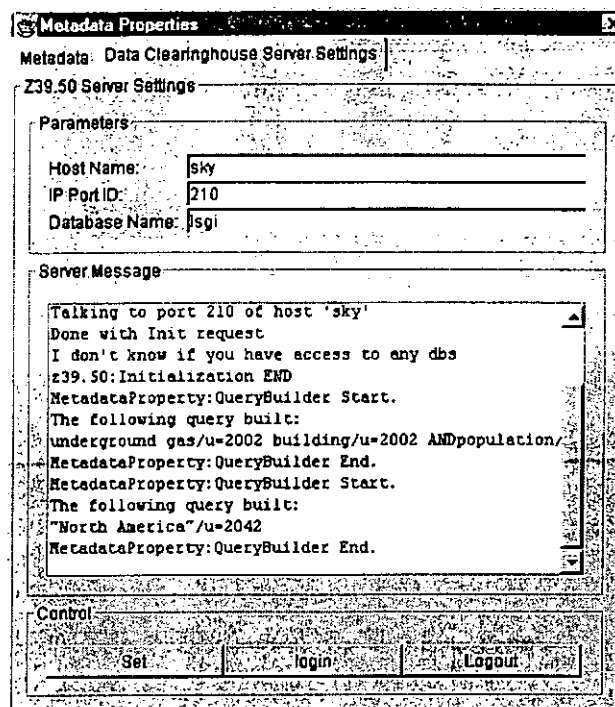 Metadata Properties
Metadata Data Clearinghouse Server Settings
Z39.50 Server Settings
Parameters
Host Name: sky
IP Port ID: 210
Database Name: lsgi
Server Message
Talking to port 210 of host 'sky'
Done with Init request
I don't know if you have access to any dbs
z39.50:Initialization END
MetadataProperty:QueryBuilder Start.
The following query built:
underground gas/u=2002 building/u=2002 ANDpopulation/
MetadataProperty:QueryBuilder End.
MetadataProperty:QueryBuilder Start.
The following query built:
"North America"/u=2042
MetadataProperty:QueryBuilder End.
Control
Set login Logout